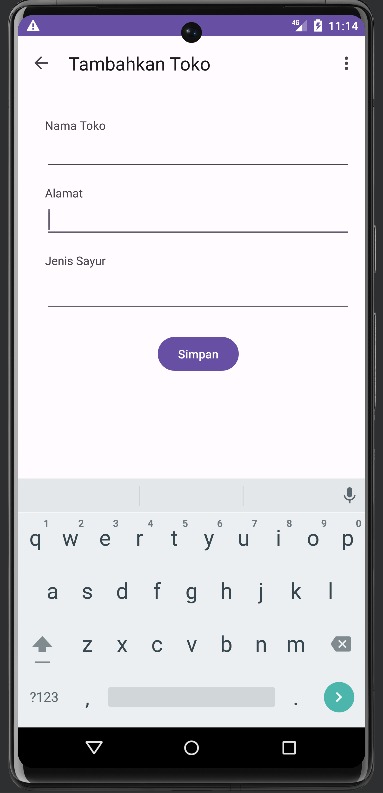 4G 11:14
Tambahkan Toko
Nama Toko
Alamat
Jenis Sayur
Simpan
1 2 3 4 5 6 7 8 9 0
q w e r t y u i o p
a s d f g h j k l
z x c v b n m
?123 , .